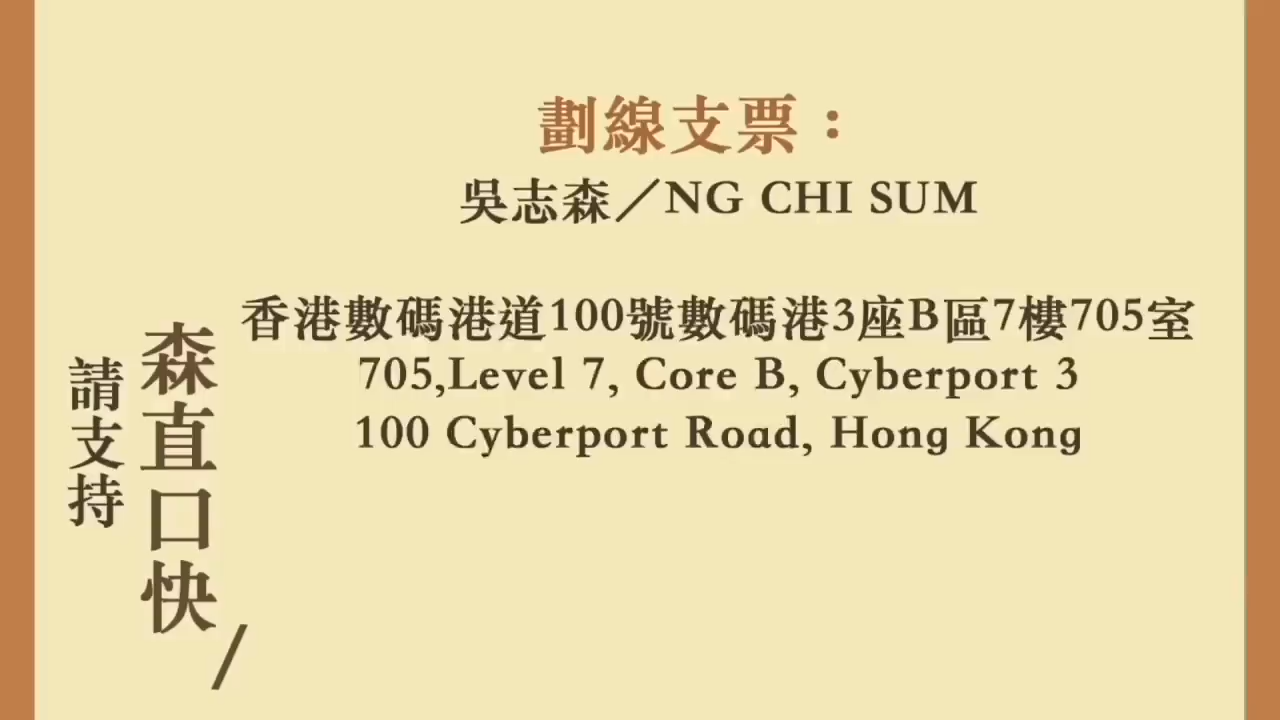 劃線支票：
吳志森／NG CHI SUM
香港數碼港道100號數碼港3座B區7樓705室
705,Level 7, Core B, Cyberport 3
100 Cyberport Road, Hong Kong
請支持
森直口快/